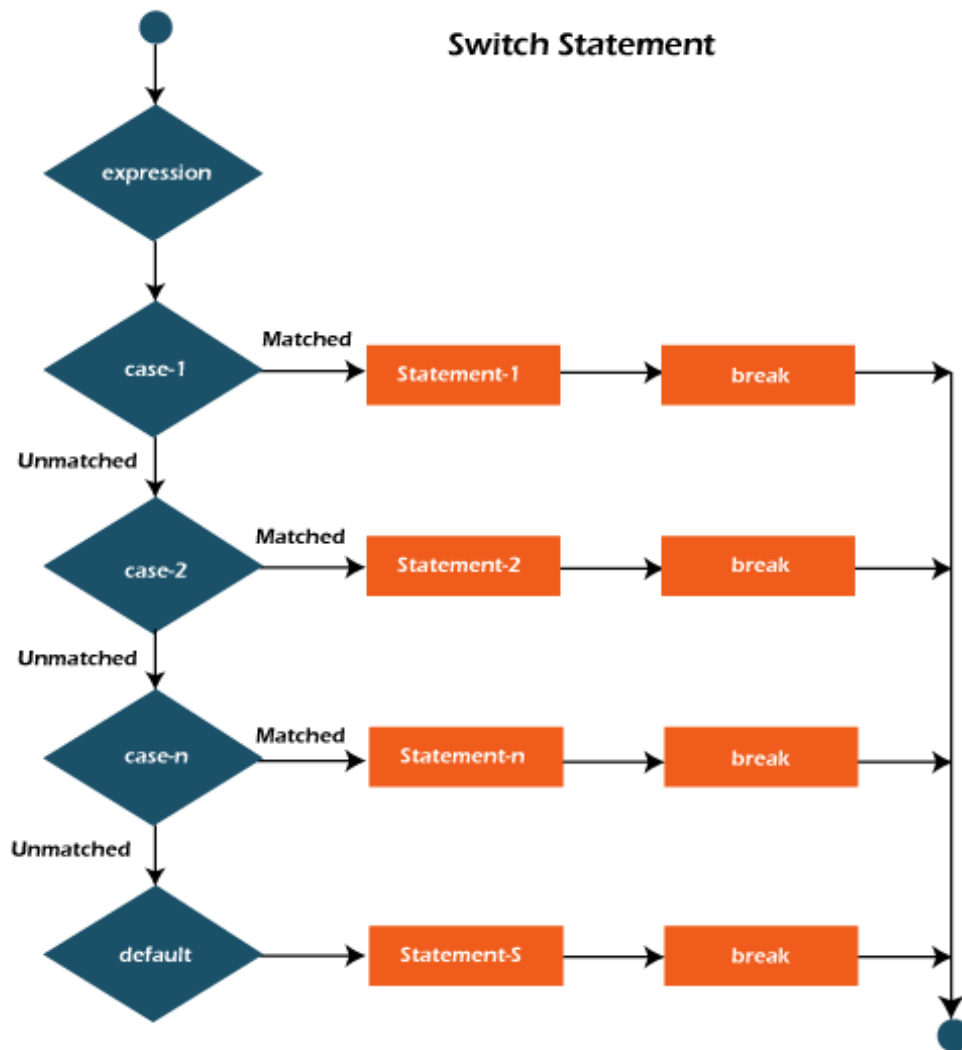 Switch Statement
expression
case-1
Matched
Statement-1
break
Unmatched
case-2
Matched
Statement-2
break
Unmatched
case-n
Matched
Statement-n
break
Unmatched
default
Statement-S
break